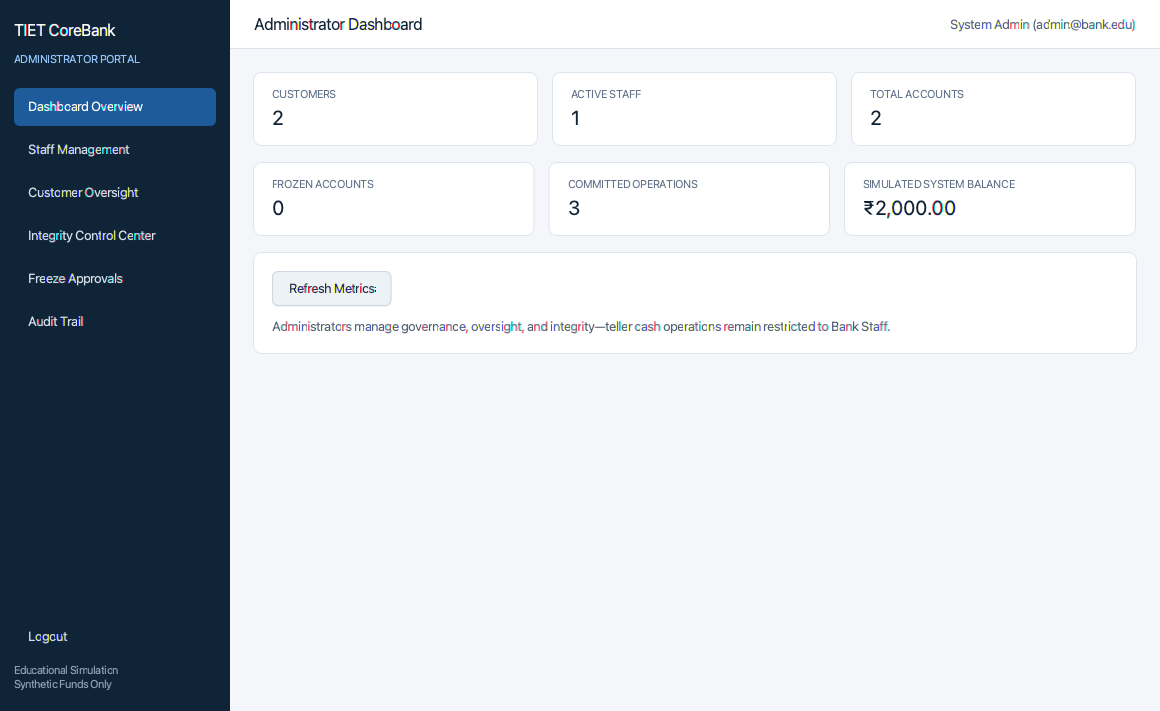 TIET CoreBank
ADMINISTRATOR PORTAL
Dashboard Overview
Staff Management
Customer Oversight
Integrity Control Center
Freeze Approvals
Audit Trail
Logout
Educational Simulation
Synthetic Funds Only
Administrator Dashboard
System Admin (admin@bank.edu)
CUSTOMERS
2
ACTIVE STAFF
1
TOTAL ACCOUNTS
2
FROZEN ACCOUNTS
0
COMMITTED OPERATIONS
3
SIMULATED SYSTEM BALANCE
₹2,000.00
Refresh Metrics
Administrators manage governance, oversight, and integrity—teller cash operations remain restricted to Bank Staff.